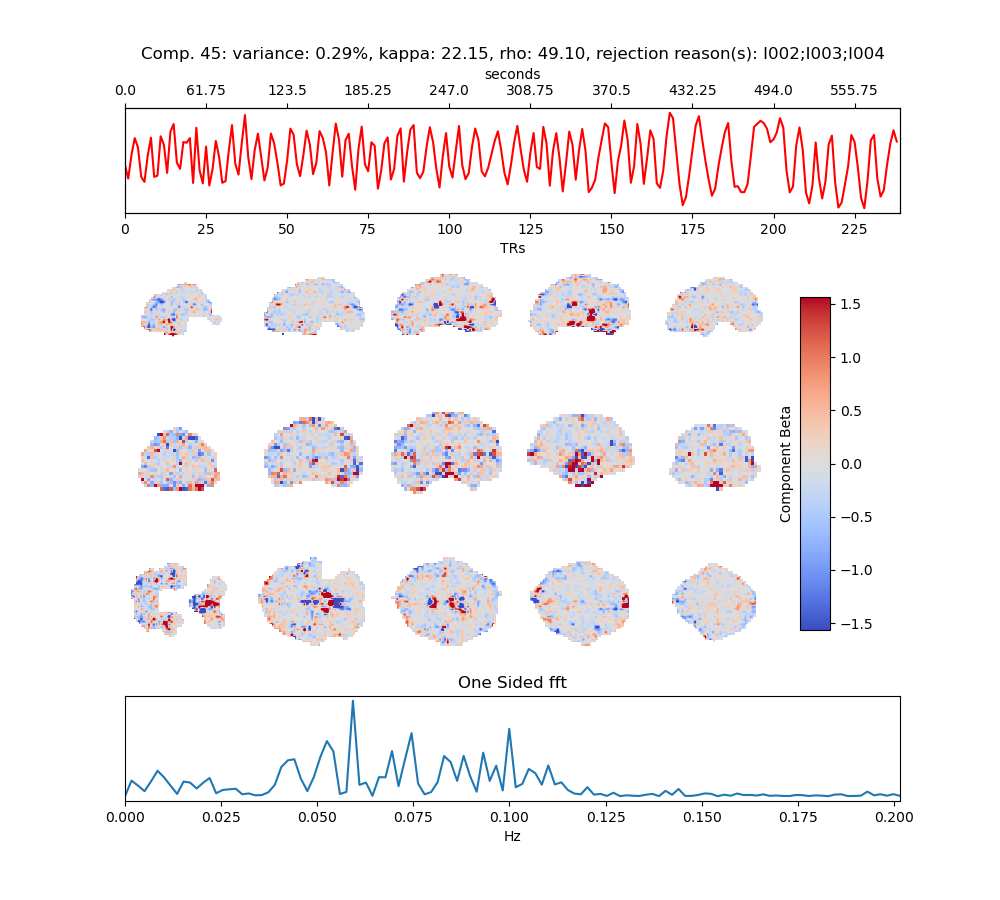 Comp. 45: variance: 0.29%, kappa: 22.15, rho: 49.10, rejection reason(s): I002;I003;I004
seconds
0.0 61.75 123.5 185.25 247.0 308.75 370.5 432.25 494.0 555.75
0 25 50 75 100 125 150 175 200 225
TRs
1.5
1.0
0.5
0.0
−0.5
−1.0
−1.5
Component Beta
One Sided fft
0.000 0.025 0.050 0.075 0.100 0.125 0.150 0.175 0.200
Hz